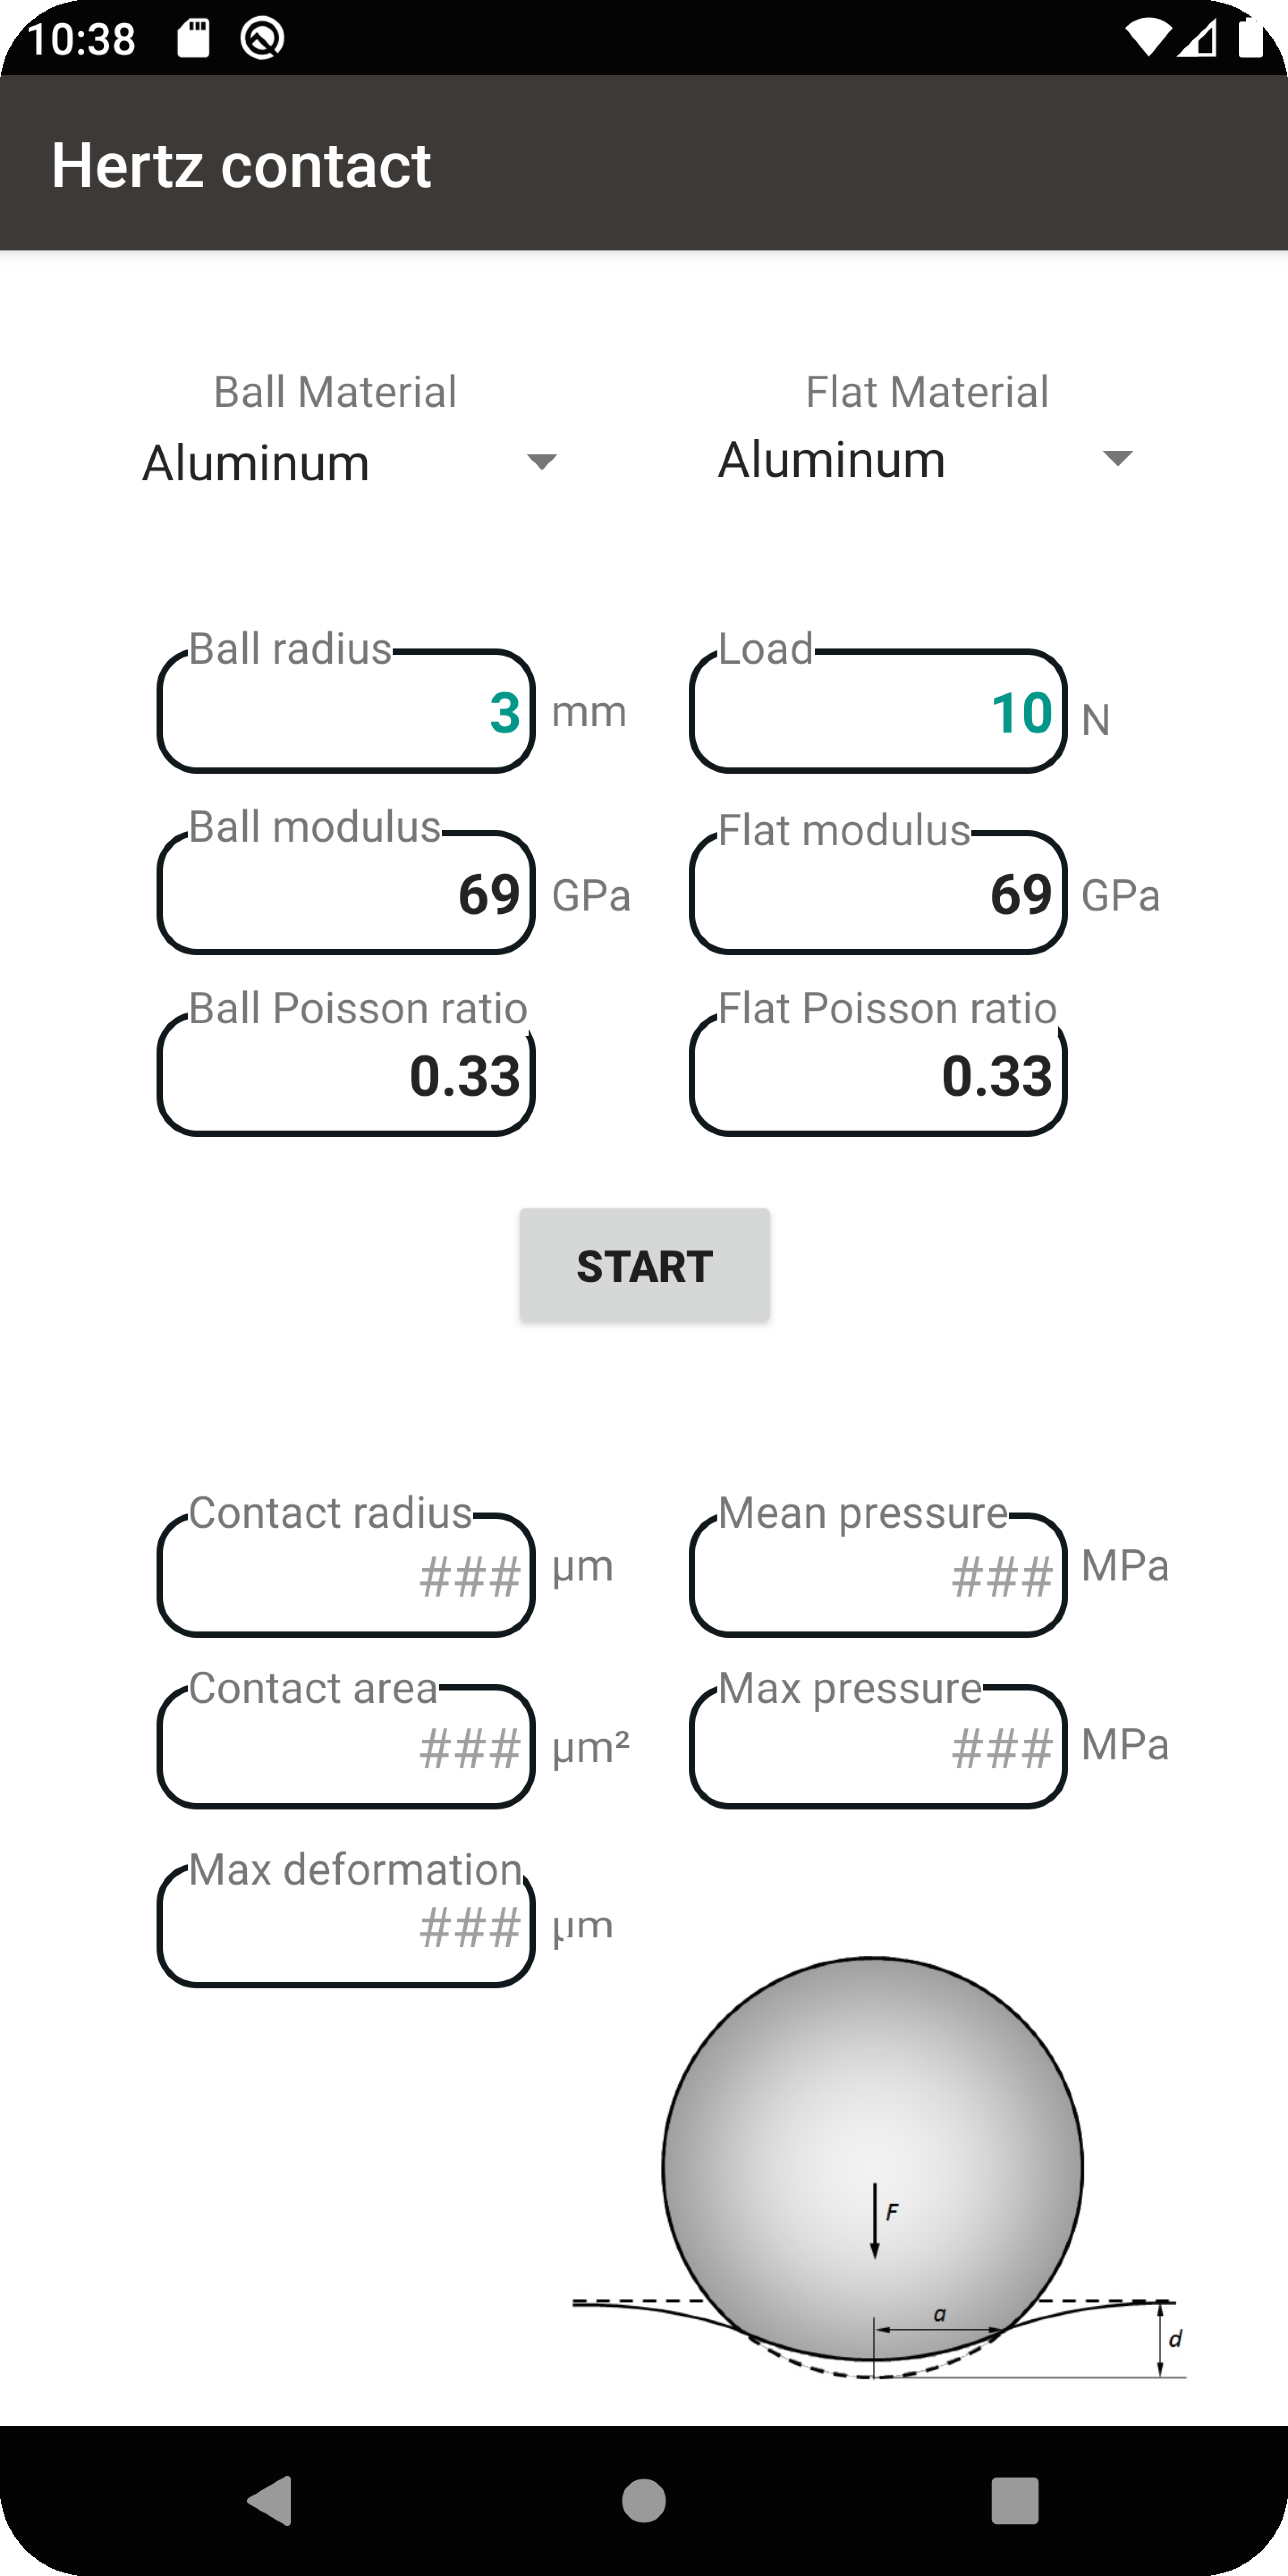 10:38
Hertz contact
Ball Material
Flat Material
Aluminum
Aluminum
Ball radius
Load
3 mm
10 N
Ball modulus
Flat modulus
69 GPa
69 GPa
Ball Poisson ratio
Flat Poisson ratio
0.33
0.33
START
Contact radius
Mean pressure
### µm
### MPa
Contact area
Max pressure
### µm²
### MPa
Max deformation
### µm
F
a
d